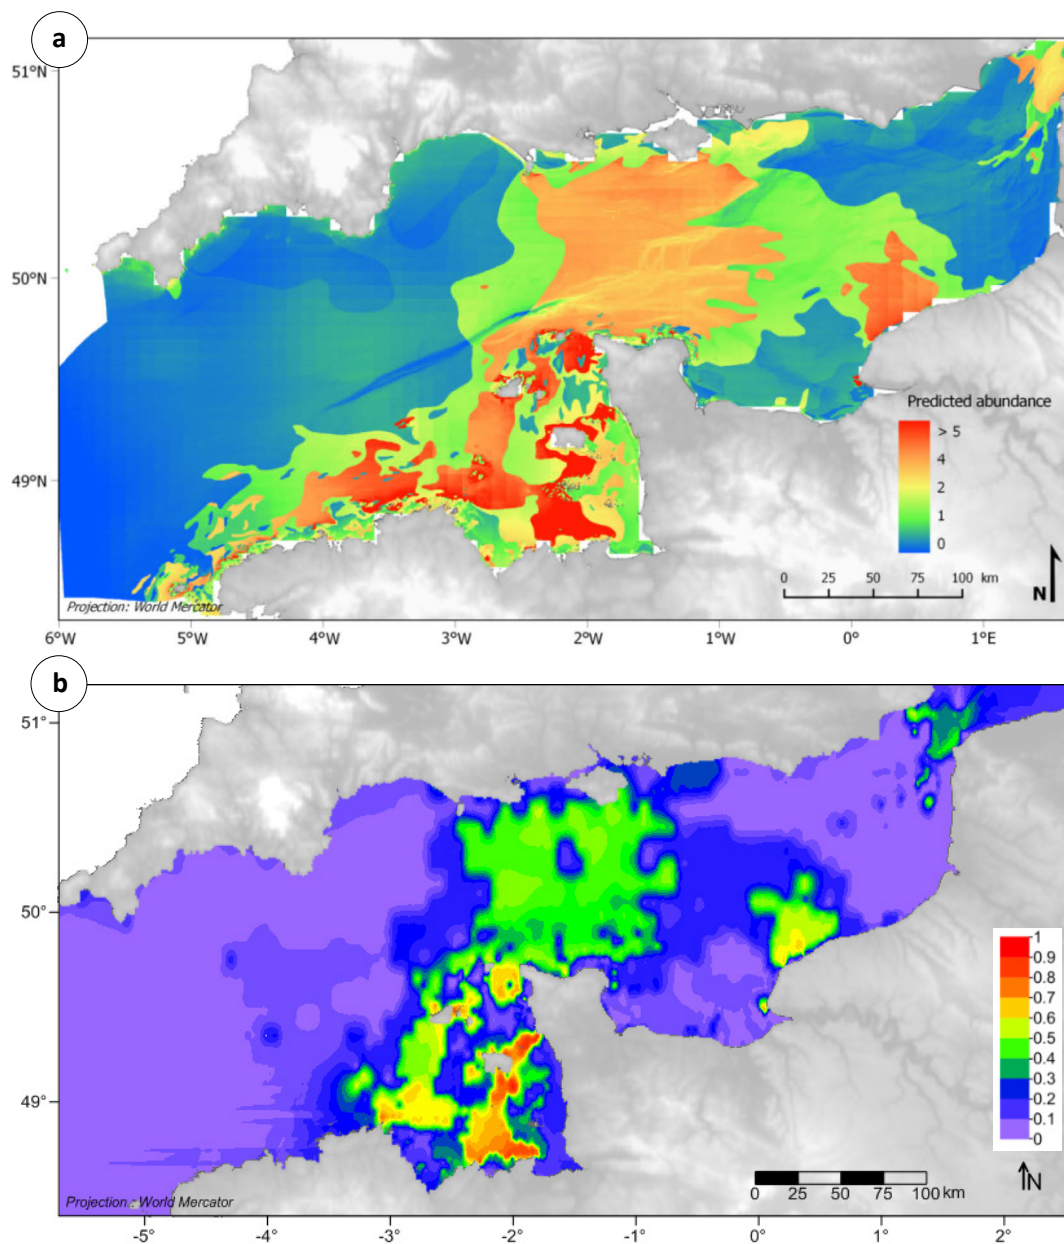 a
51°N
50°N
49°N
Predicted abundance
> 5
4
2
1
0
0 25 50 75 100 km
N
Projection: World Mercator
6°W 5°W 4°W 3°W 2°W 1°W 0° 1°E
b
51°
50°
49°
1
0.9
0.8
0.7
0.6
0.5
0.4
0.3
0.2
0.1
0
N
0 25 50 75 100 km
Projection : World Mercator
-5° -4° -3° -2° -1° 0° 1° 2°